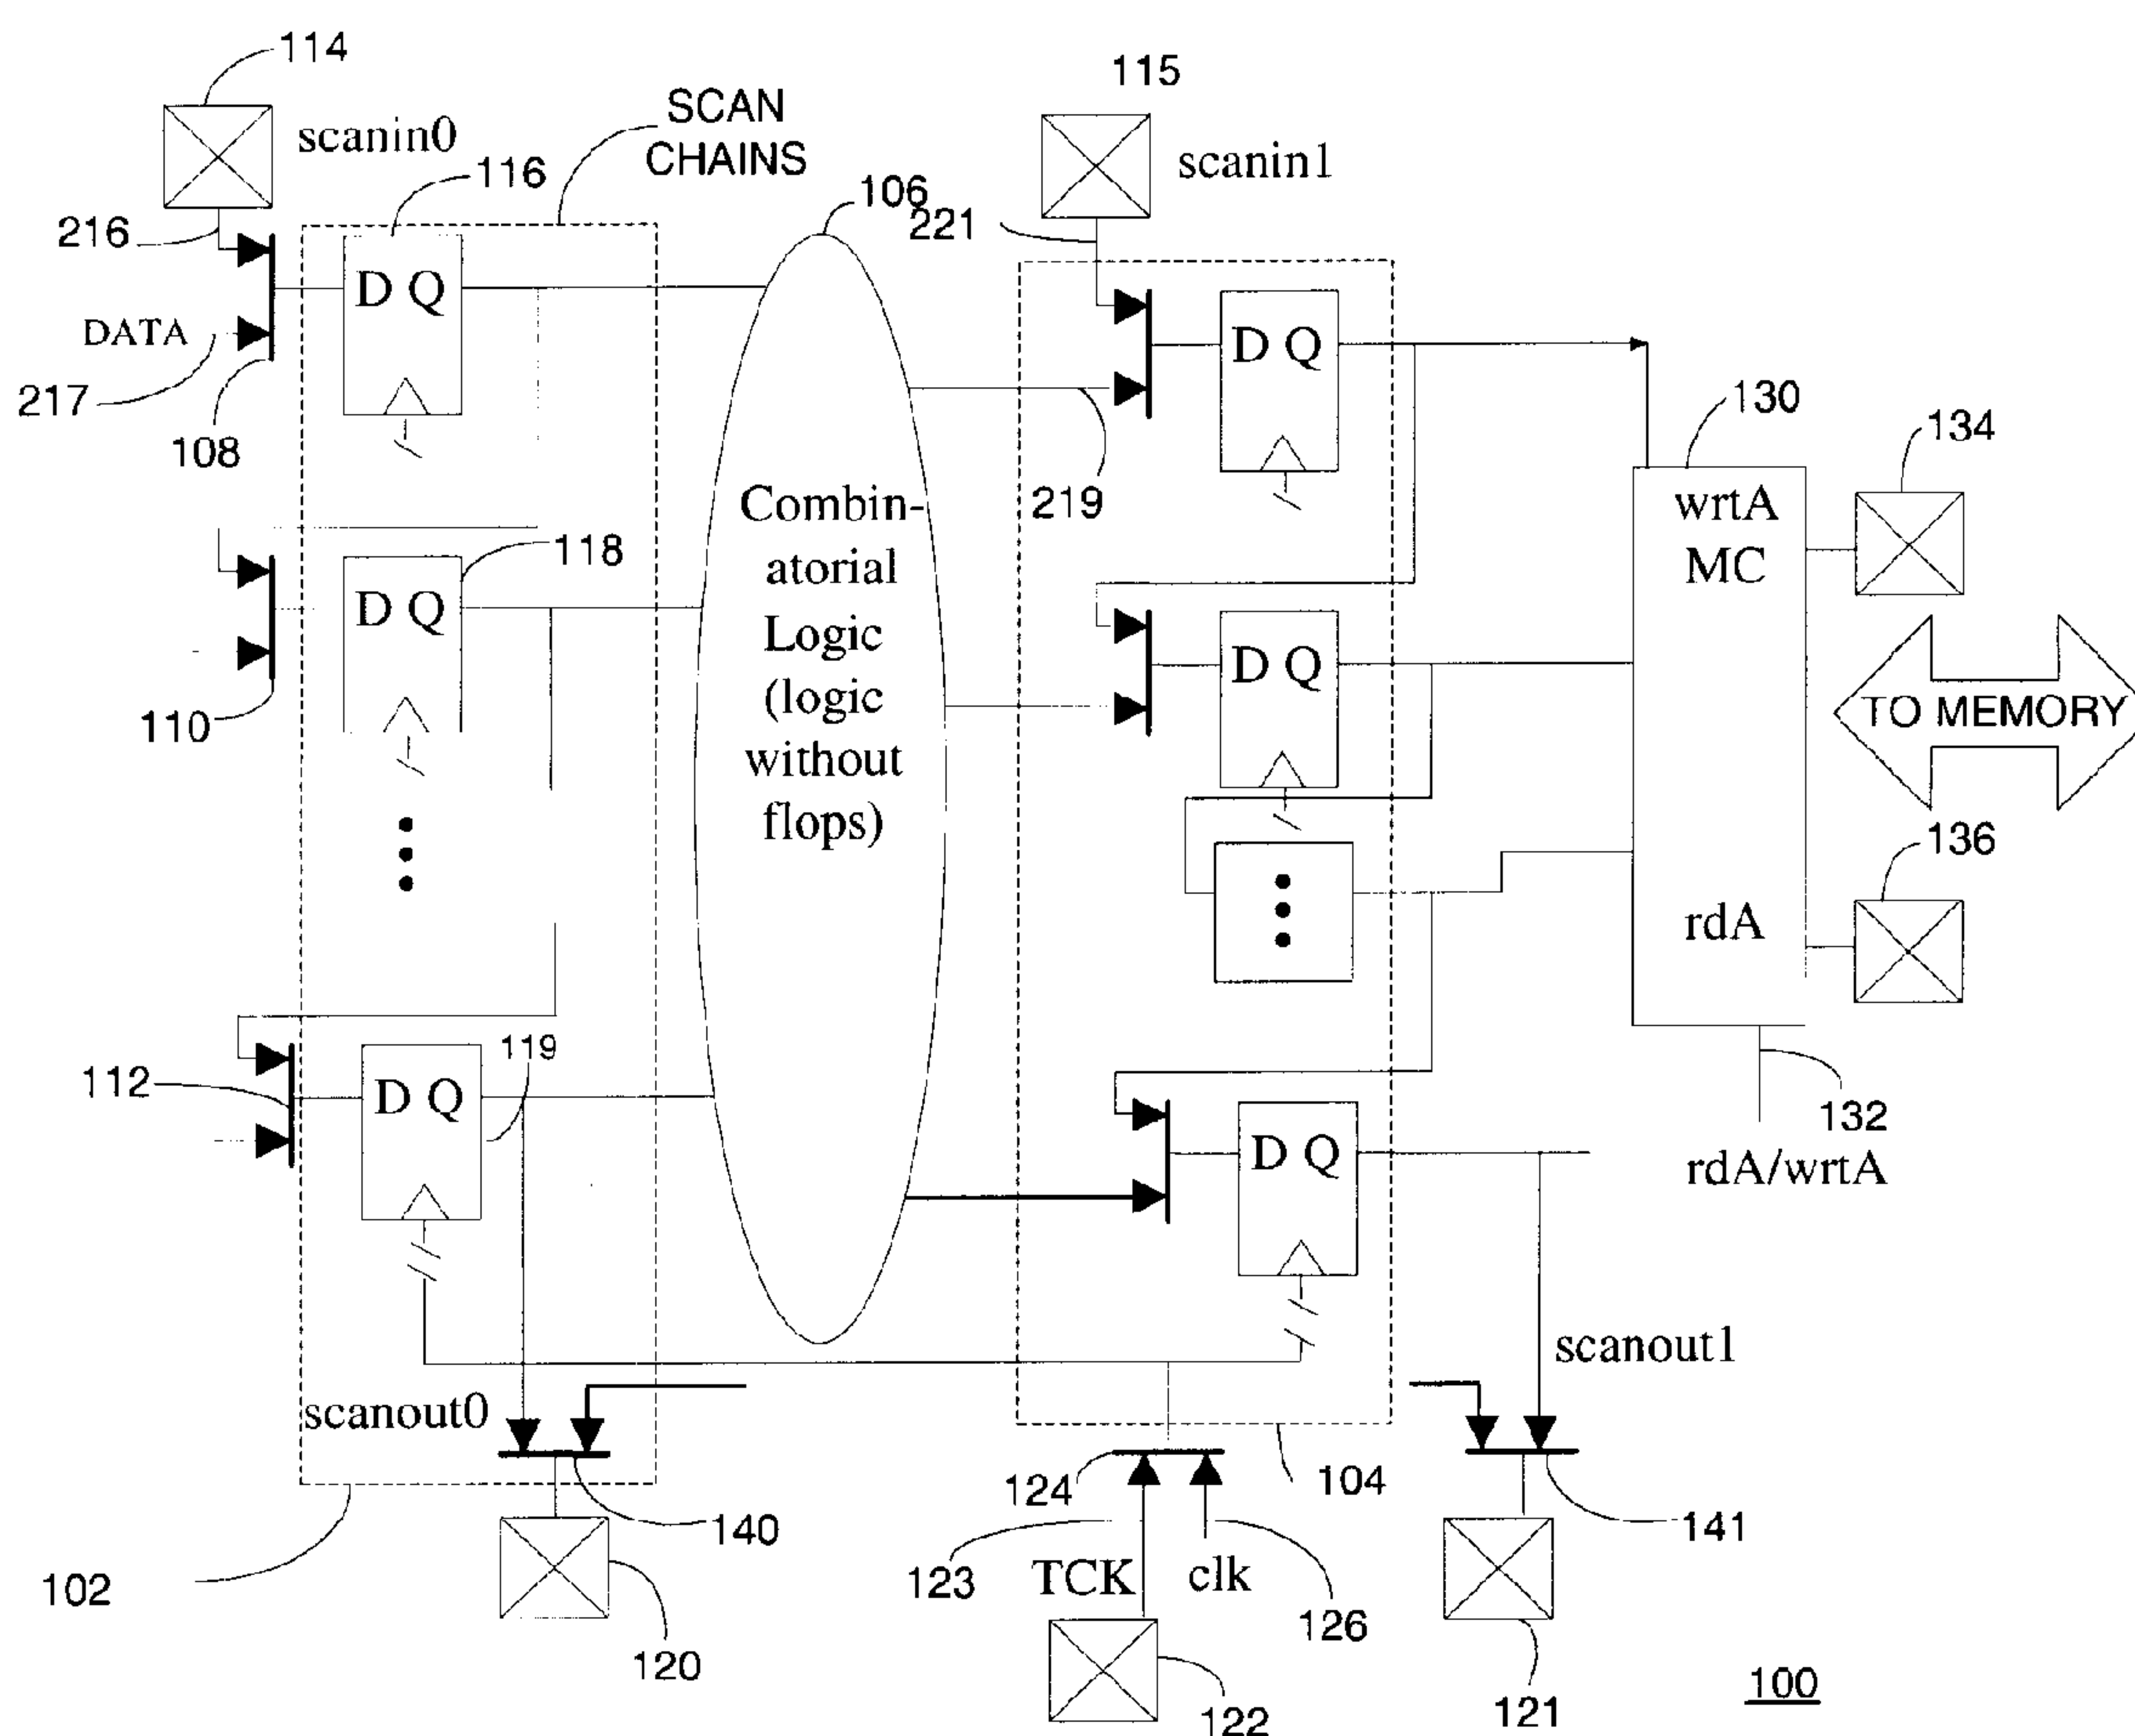 114
115
scanin0
SCAN
CHAINS
scanin1
116
106
216
221
D Q
DATA
217
108
D Q
130
134
219
Combin-
atorial
Logic
(logic
without
flops)
wrtA
MC
118
D Q
110
D Q
TO MEMORY
136
rdA
119
112
D Q
132
D Q
rdA/wrtA
scanout1
scanout0
124
104
140
141
123
TCK
clk
102
126
120
122
121
100